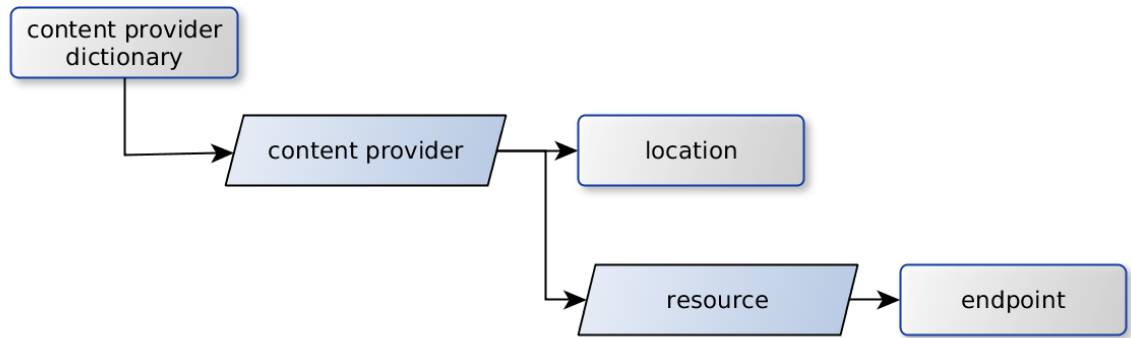 content provider
dictionary
content provider
location
resource
endpoint